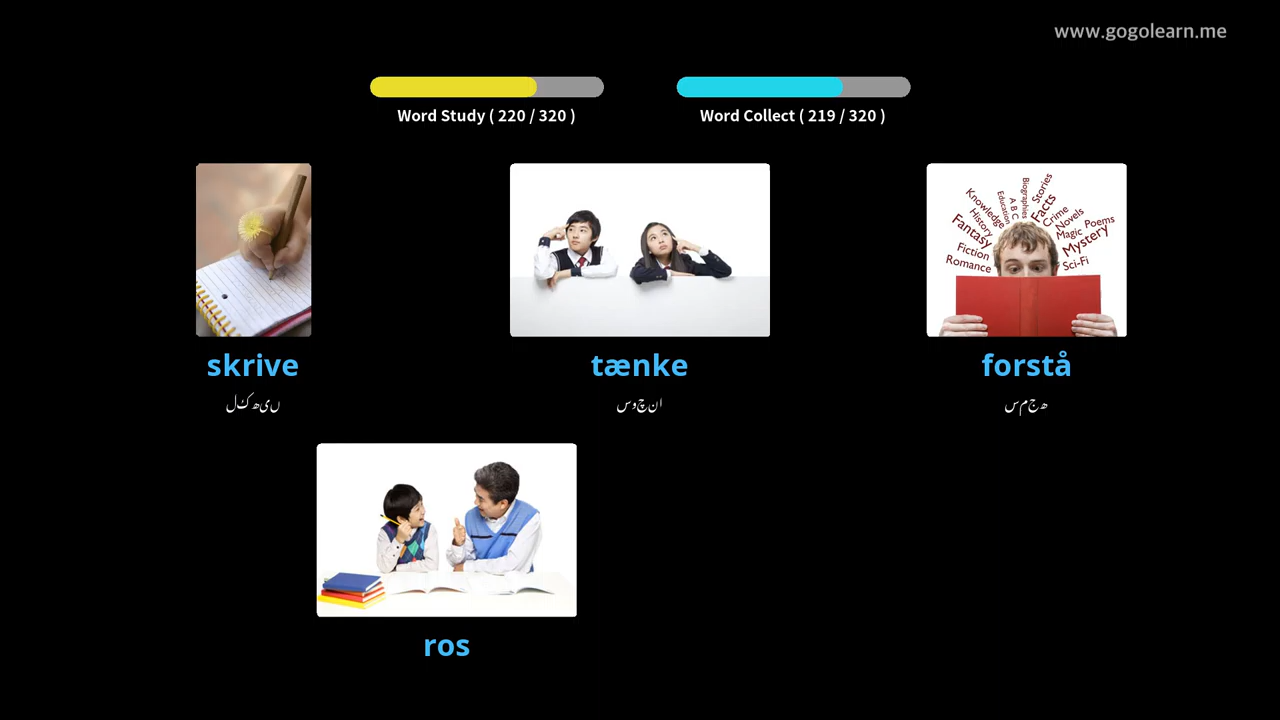 www.gogolearn.me
Word Study ( 220 / 320 )
Word Collect ( 219 / 320 )
Knowledge
History
Fantasy
Fiction
Romance
Education
A B C
Biographies
Stories
Facts
Crime
Novels
Magic
Poems
Mystery
Sci-Fi
skrive
لکھیں
tænke
سوچنا
forstå
سمجھ
ros